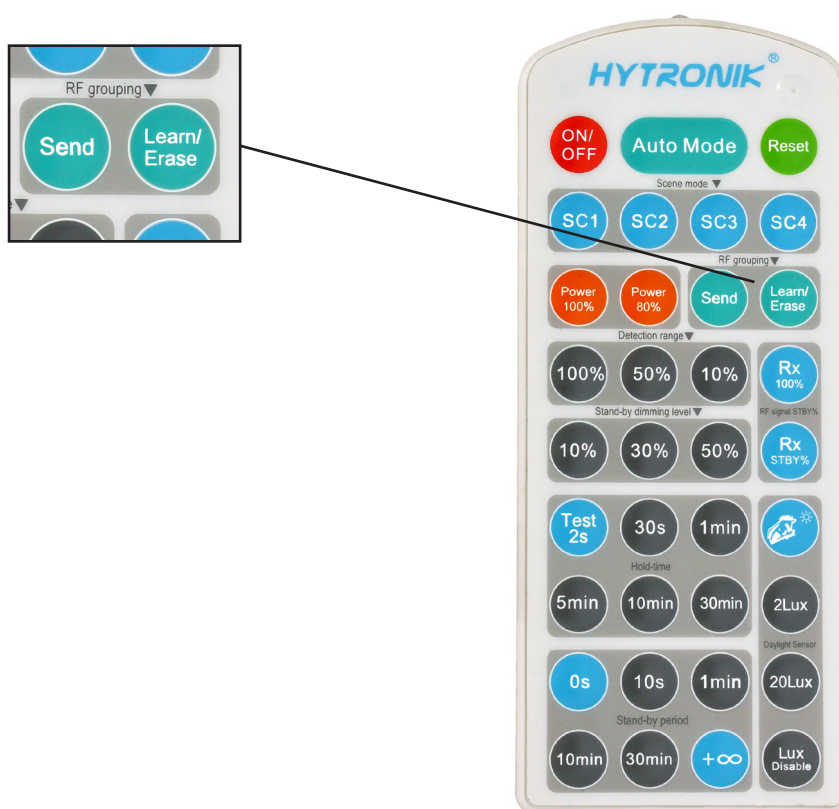 RF grouping▼
Send
Learn/
Erase
e▼
HYTRONIK®
ON/
OFF
Auto Mode
Reset
Scene mode ▼
SC1 SC2 SC3 SC4
RF grouping▼
Power
100%
Power
80%
Send
Learn/
Erase
Detection range▼
100% 50% 10%
Rx
100%
Stand-by dimming level ▼
RF signal STBY%
10% 30% 50%
Rx
STBY%
Test
2s
30s 1min
Hold-time
5min 10min 30min 2Lux
Daylight Sensor
0s 10s 1min 20Lux
Stand-by period
10min 30min +∞
Lux
Disable